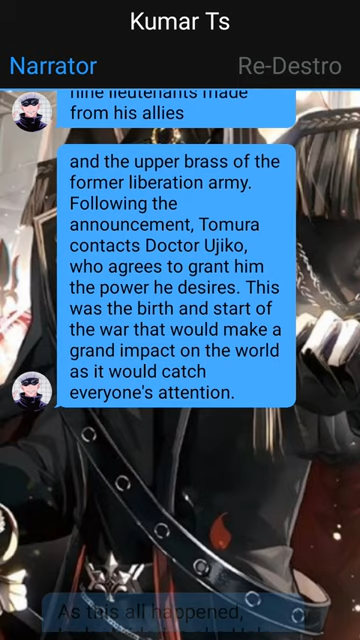 Kumar Ts
Narrator
Re-Destro
nine lieutenants made
from his allies
and the upper brass of the
former liberation army.
Following the
announcement, Tomura
contacts Doctor Ujiko,
who agrees to grant him
the power he desires. This
was the birth and start of
the war that would make a
grand impact on the world
as it would catch
everyone's attention.
As this all happened,